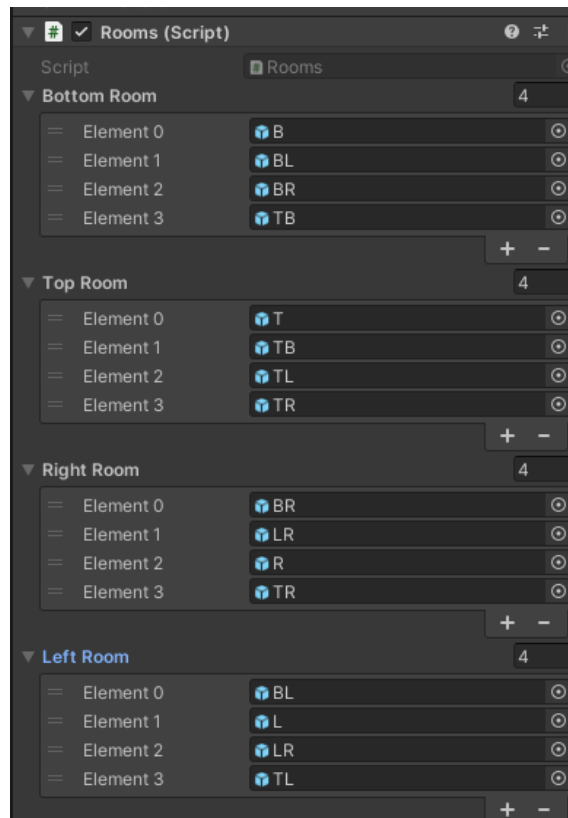 # Rooms (Script)
Script Rooms
Bottom Room 4
Element 0 B
Element 1 BL
Element 2 BR
Element 3 TB
+ -
Top Room 4
Element 0 T
Element 1 TB
Element 2 TL
Element 3 TR
+ -
Right Room 4
Element 0 BR
Element 1 LR
Element 2 R
Element 3 TR
+ -
Left Room 4
Element 0 BL
Element 1 L
Element 2 LR
Element 3 TL
+ -